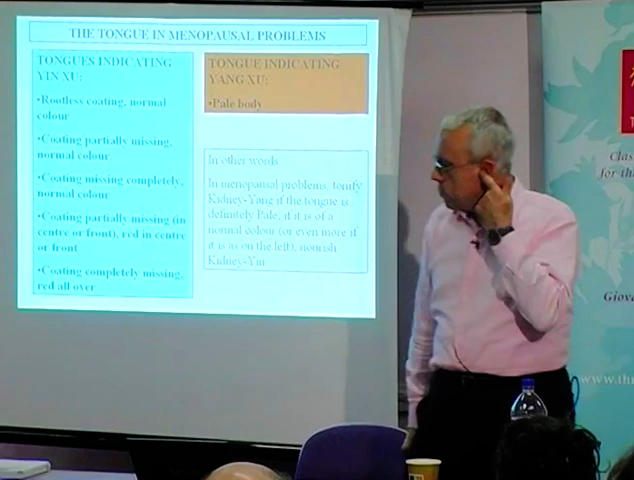 THE TONGUE IN MENOPAUSAL PROBLEMS
TONGUES INDICATING
YIN XU:
•Rootless coating, normal
colour
•Coating partially missing,
normal colour
•Coating missing completely,
normal colour
•Coating partially missing (in
centre or front), red in centre
or front
•Coating completely missing,
red all over
TONGUE INDICATING
YANG XU:
•Pale body
In other words
In menopausal problems, tonify
Kidney-Yang if the tongue is
definitely Pale, if it is of a
normal colour (or even more if
it is as on the left), nourish
Kidney-Yin
Clas
for the
Giova
www.th